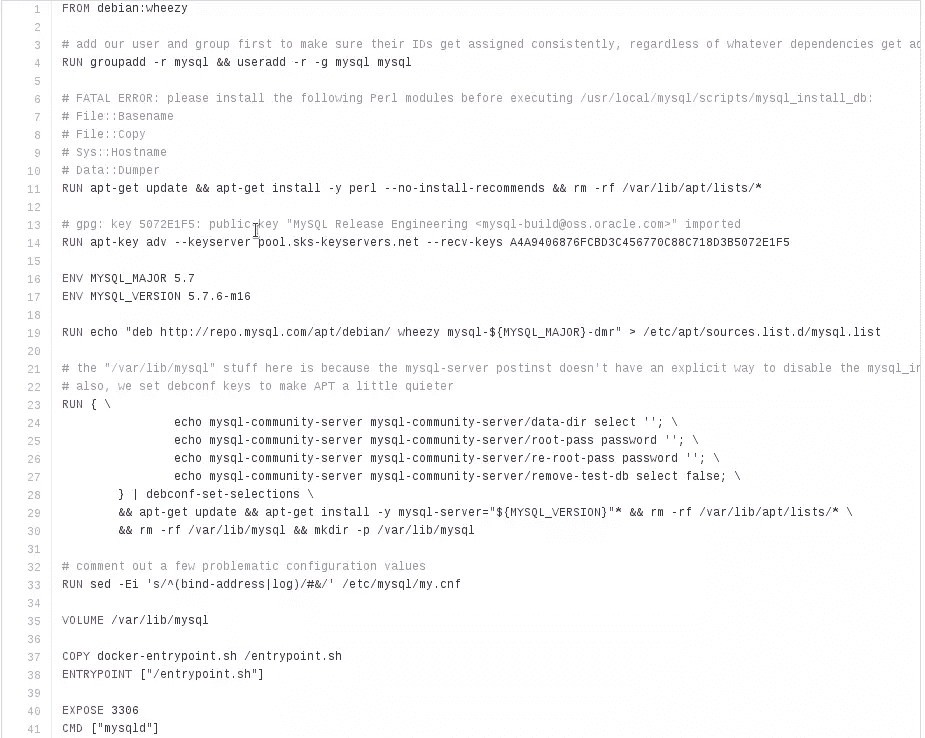 1 FROM debian:wheezy
2
3 # add our user and group first to make sure their IDs get assigned consistently, regardless of whatever dependencies get
4 RUN groupadd -r mysql && useradd -r -g mysql mysql
5
6 # FATAL ERROR: please install the following Perl modules before executing /usr/local/mysql/scripts/mysql_install_db:
7 # File::Basename
8 # File::Copy
9 # Sys::Hostname
10 # Data::Dumper
11 RUN apt-get update && apt-get install -y perl --no-install-recommends && rm -rf /var/lib/apt/lists/*
12
13 # gpg: key 5072E1F5: public key "MySQL Release Engineering <mysql-build@oss.oracle.com>" imported
14 RUN apt-key adv --keyserver pool.sks-keyservers.net --recv-keys A4A9406876FCBD3C456770C88C718D3B5072E1F5
15
16 ENV MYSQL_MAJOR 5.7
17 ENV MYSQL_VERSION 5.7.6-m16
18
19 RUN echo "deb http://repo.mysql.com/apt/debian/ wheezy mysql-${MYSQL_MAJOR}-dmr" > /etc/apt/sources.list.d/mysql.list
20
21 # the "/var/lib/mysql" stuff here is because the mysql-server postinst doesn't have an explicit way to disable the
22 # also, we set debconf keys to make APT a little quieter
23 RUN { \
24 echo mysql-community-server mysql-community-server/data-dir select ''; \
25 echo mysql-community-server mysql-community-server/root-pass password ''; \
26 echo mysql-community-server mysql-community-server/re-root-pass password ''; \
27 echo mysql-community-server mysql-community-server/remove-test-db select false; \
28 } | debconf-set-selections \
29 && apt-get update && apt-get install -y mysql-server="${MYSQL_VERSION}"* && rm -rf /var/lib/apt/lists/* \
30 && rm -rf /var/lib/mysql && mkdir -p /var/lib/mysql
31
32 # comment out a few problematic configuration values
33 RUN sed -Ei 's/^(bind-address|log)/#&/' /etc/mysql/my.cnf
34
35 VOLUME /var/lib/mysql
36
37 COPY docker-entrypoint.sh /entrypoint.sh
38 ENTRYPOINT ["/entrypoint.sh"]
39
40 EXPOSE 3306
41 CMD ["mysqld"]